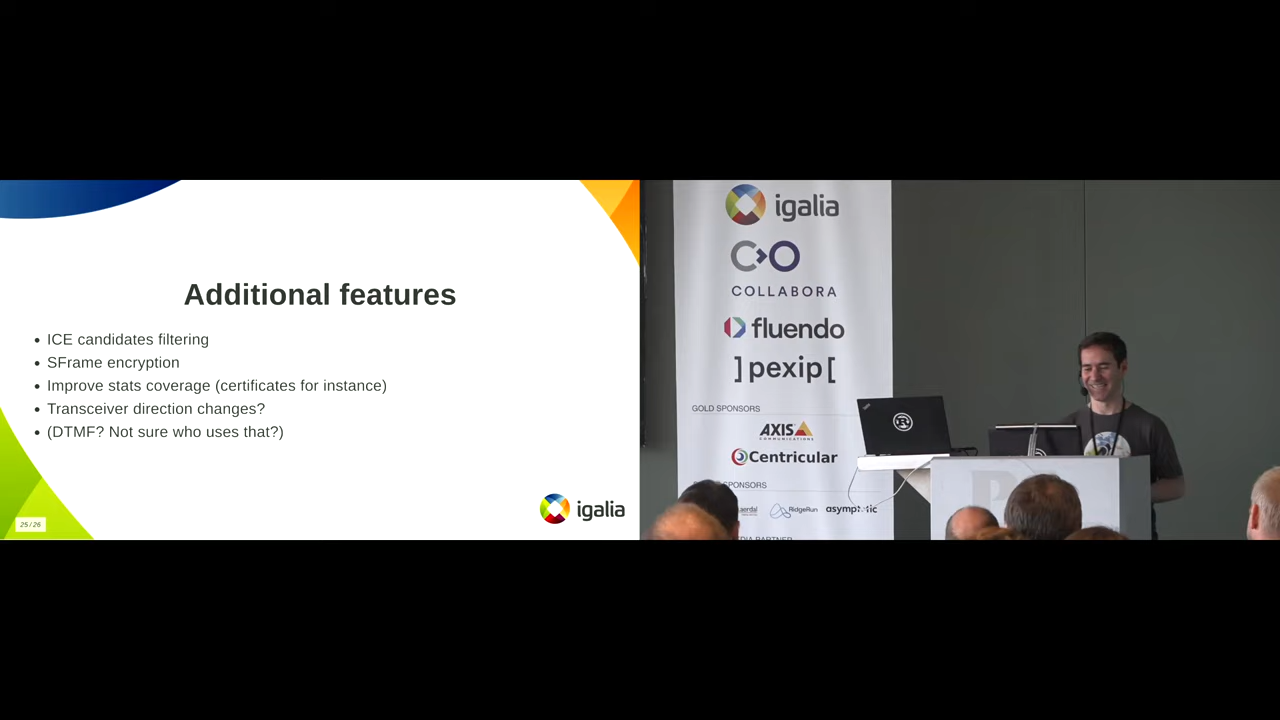 Additional features
ICE candidates filtering
SFrame encryption
Improve stats coverage (certificates for instance)
Transceiver direction changes?
(DTMF? Not sure who uses that?)
25 / 26
igalia
igalia
COLLABORA
fluendo
]pexip[
GOLD SPONSORS
AXIS
COMMUNICATIONS
Centricular
SPONSORS
RidgeRun
asymptotic